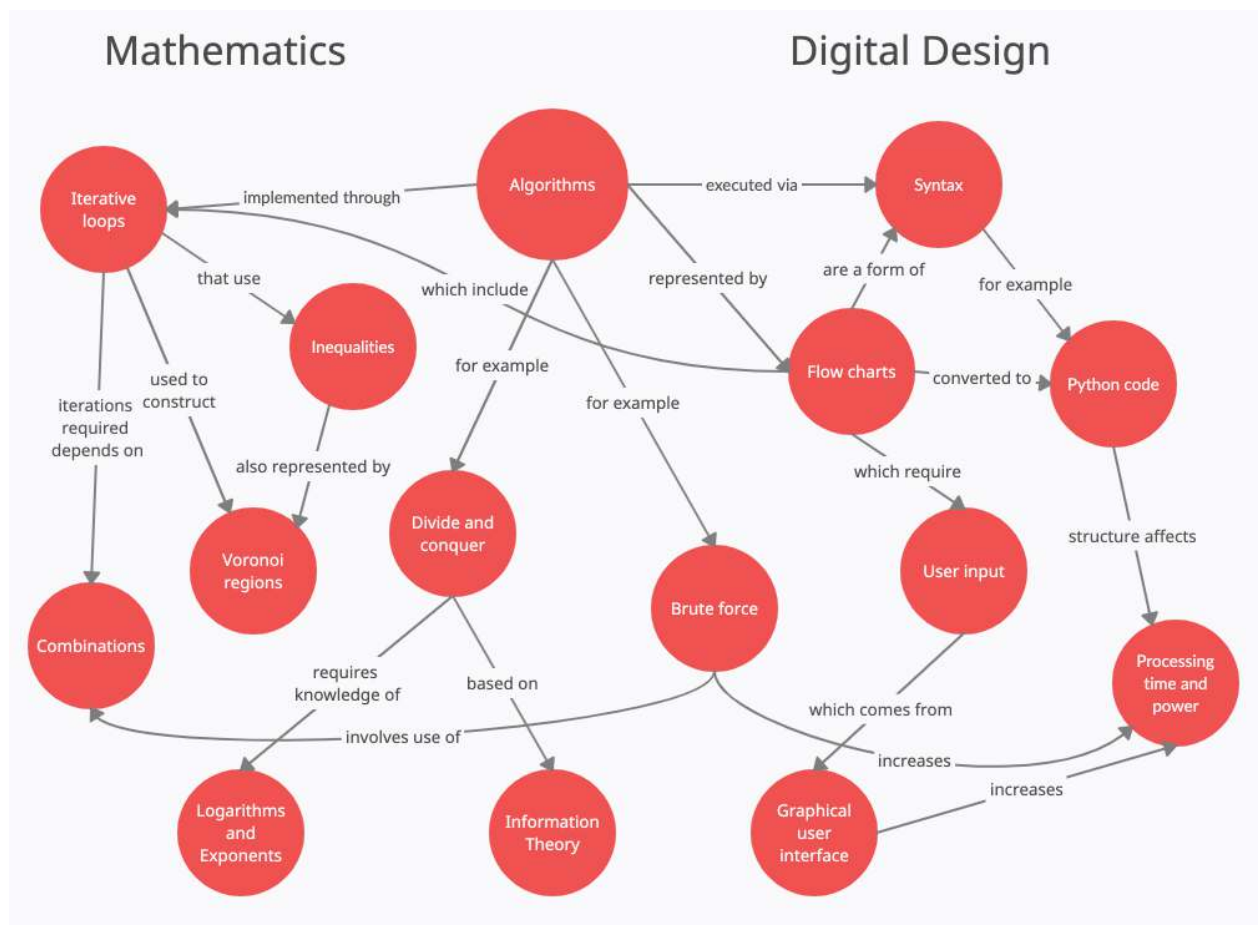 Mathematics
Digital Design
Algorithms
Syntax
Iterative
loops
implemented through
executed via
that use
which include
represented by
are a form of
for example
Inequalities
Flow charts
converted to
Python code
used to
construct
for example
for example
iterations
required
depends on
also represented by
which require
Divide and
conquer
structure affects
Voronoi
regions
User input
Brute force
Combinations
requires
knowledge of
based on
Processing
time and
power
which comes from
involves use of
increases
increases
Logarithms
and
Exponents
Information
Theory
Graphical
user
interface